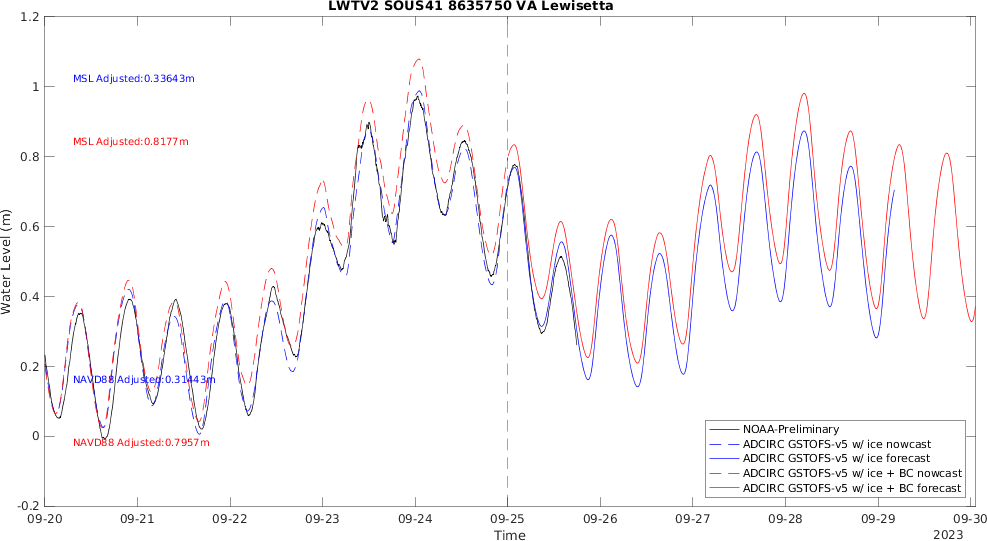 LWTV2 SOUS41 8635750 VA Lewisetta
1.2
1
0.8
0.6
0.4
0.2
0
-0.2
Water Level (m)
MSL Adjusted:0.33643m
MSL Adjusted:0.8177m
NAVD88 Adjusted:0.31443m
NAVD88 Adjusted:0.7957m
NOAA-Preliminary
ADCIRC GSTOFS-v5 w/ ice nowcast
ADCIRC GSTOFS-v5 w/ ice forecast
ADCIRC GSTOFS-v5 w/ ice + BC nowcast
ADCIRC GSTOFS-v5 w/ ice + BC forecast
09-20 09-21 09-22 09-23 09-24 09-25 09-26 09-27 09-28 09-29 09-30
Time
2023